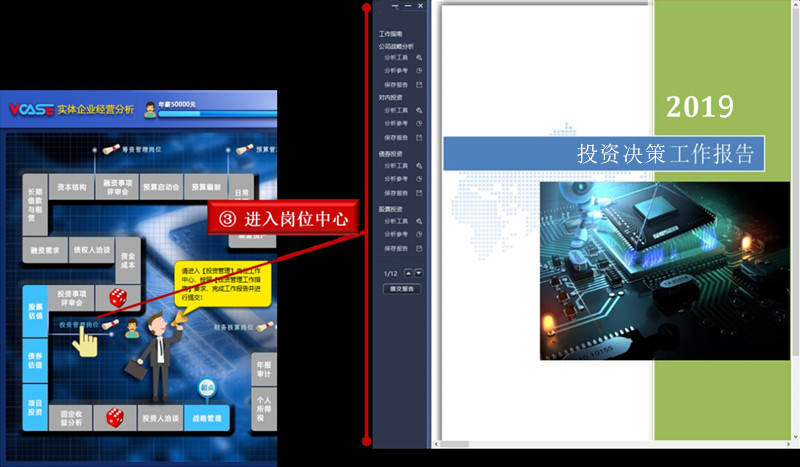 VCASE 实体企业经营分析
年薪50000元
筹资管理岗位
预算管
长期借款与租赁
资本结构
融资事项评审会
预算启动会
预算编制
日常
③ 进入岗位中心
融资需求
债权人洽谈
资金成本
请进入【投资管理】岗位工作
中心，按照【投资管理工作指
南】要求，完成工作报告并进
行提交！
股票估值
投资事项评审会
投资管理岗位
财务核算岗位
债券估值
年报审计
起点
项目投资
固定收益分析
投资人洽谈
战略管理
个人所得税
工作指南
公司战略分析
分析工具
分析参考
保存报告
对内投资
分析工具
分析参考
保存报告
债券投资
分析工具
分析参考
保存报告
股票投资
分析工具
分析参考
保存报告
1/12
提交报告
2019
投资决策工作报告